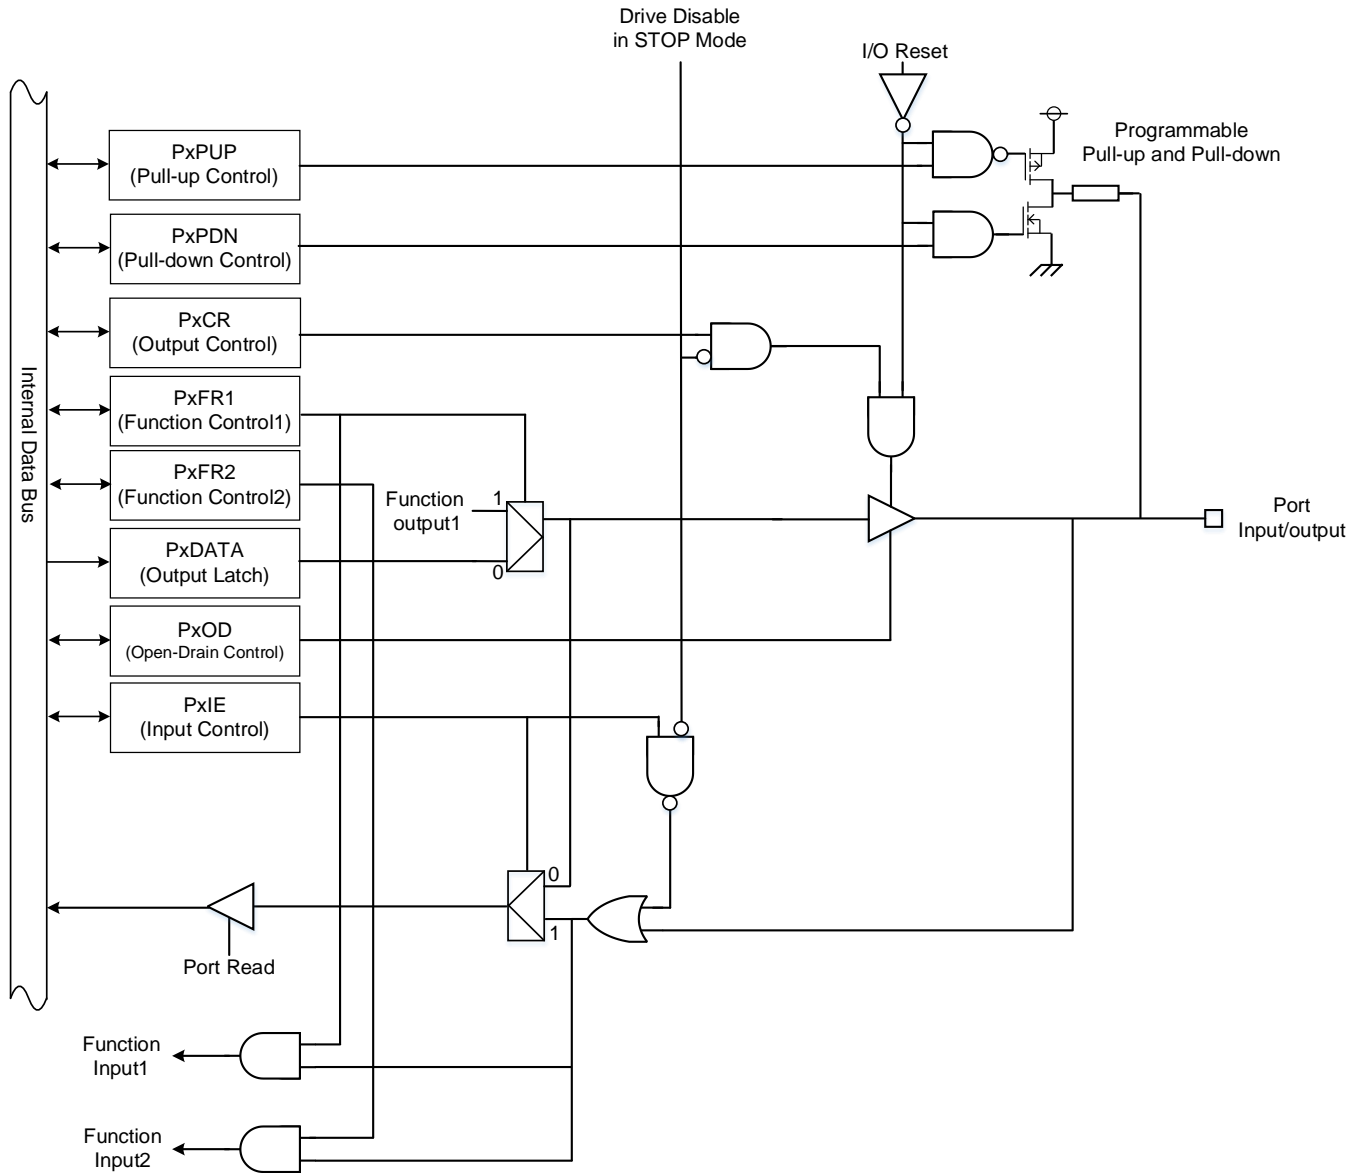 Drive Disable
in STOP Mode
I/O Reset
Programmable
Pull-up and Pull-down
PxPUP
(Pull-up Control)
PxPDN
(Pull-down Control)
PxCR
(Output Control)
Internal Data Bus
PxFR1
(Function Control1)
PxFR2
(Function Control2)
Function
output1
1
0
Port
Input/output
PxDATA
(Output Latch)
PxOD
(Open-Drain Control)
PxIE
(Input Control)
0
1
Port Read
Function
Input1
Function
Input2